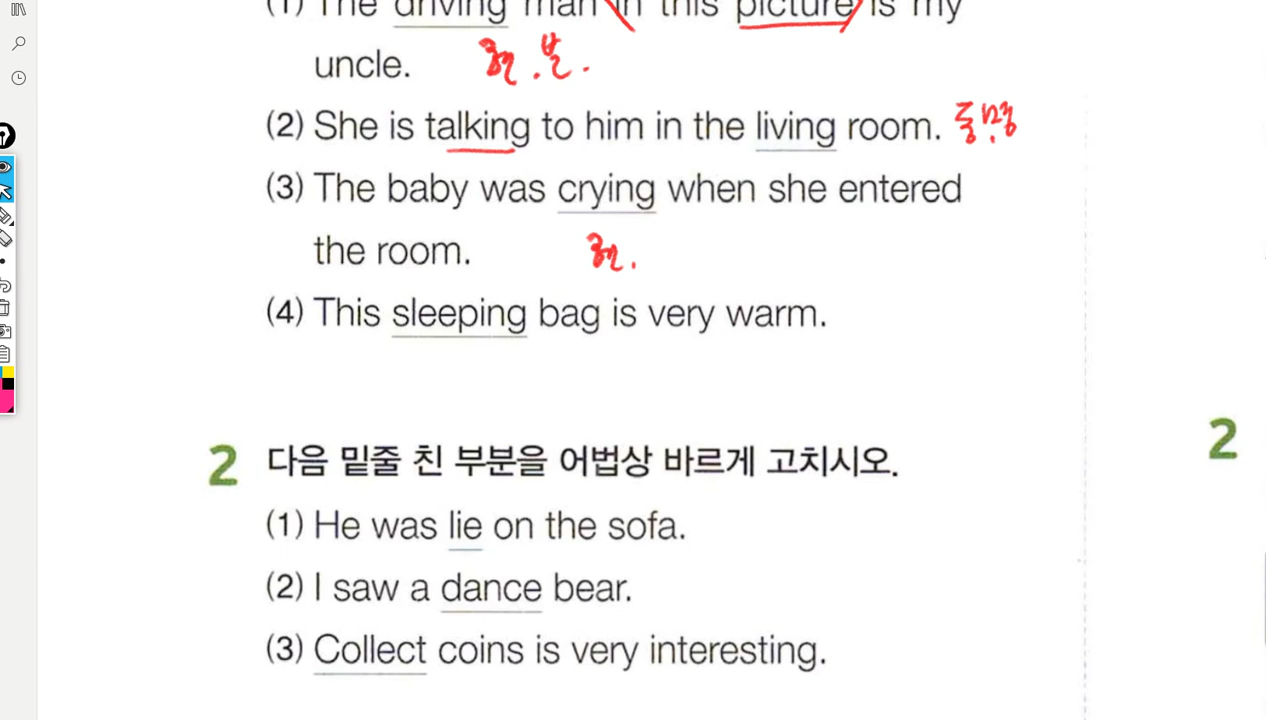 (1) The driving man in this picture is my
uncle. 현.분.
(2) She is talking to him in the living room. 동명
(3) The baby was crying when she entered
the room. 현.
(4) This sleeping bag is very warm.
2 다음 밑줄 친 부분을 어법상 바르게 고치시오.
(1) He was lie on the sofa.
(2) I saw a dance bear.
(3) Collect coins is very interesting.
2